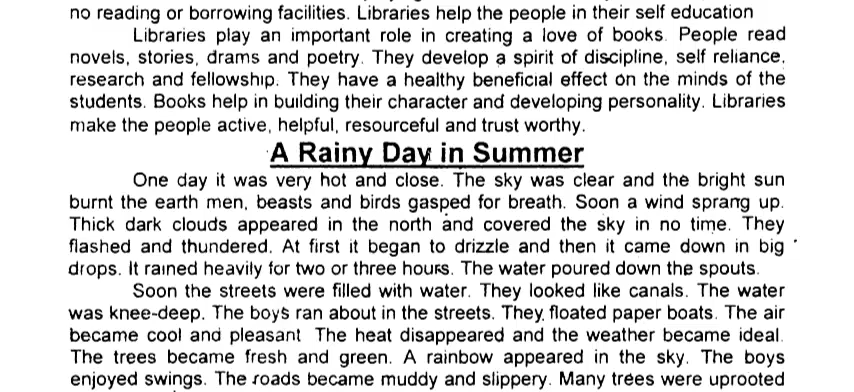 no reading or borrowing facilities. Libraries help the people in their self education
Libraries play an important role in creating a love of books. People read
novels, stories, drams and poetry. They develop a spirit of discipline, self reliance,
research and fellowship. They have a healthy beneficial effect on the minds of the
students. Books help in building their character and developing personality. Libraries
make the people active, helpful, resourceful and trust worthy.
A Rainy Day in Summer
One day it was very hot and close. The sky was clear and the bright sun
burnt the earth men, beasts and birds gasped for breath. Soon a wind sprang up.
Thick dark clouds appeared in the north and covered the sky in no time. They
flashed and thundered. At first it began to drizzle and then it came down in big
drops. It rained heavily for two or three hours. The water poured down the spouts.
Soon the streets were filled with water. They looked like canals. The water
was knee-deep. The boys ran about in the streets. They floated paper boats. The air
became cool and pleasant The heat disappeared and the weather became ideal.
The trees became fresh and green. A rainbow appeared in the sky. The boys
enjoyed swings. The roads became muddy and slippery. Many trees were uprooted